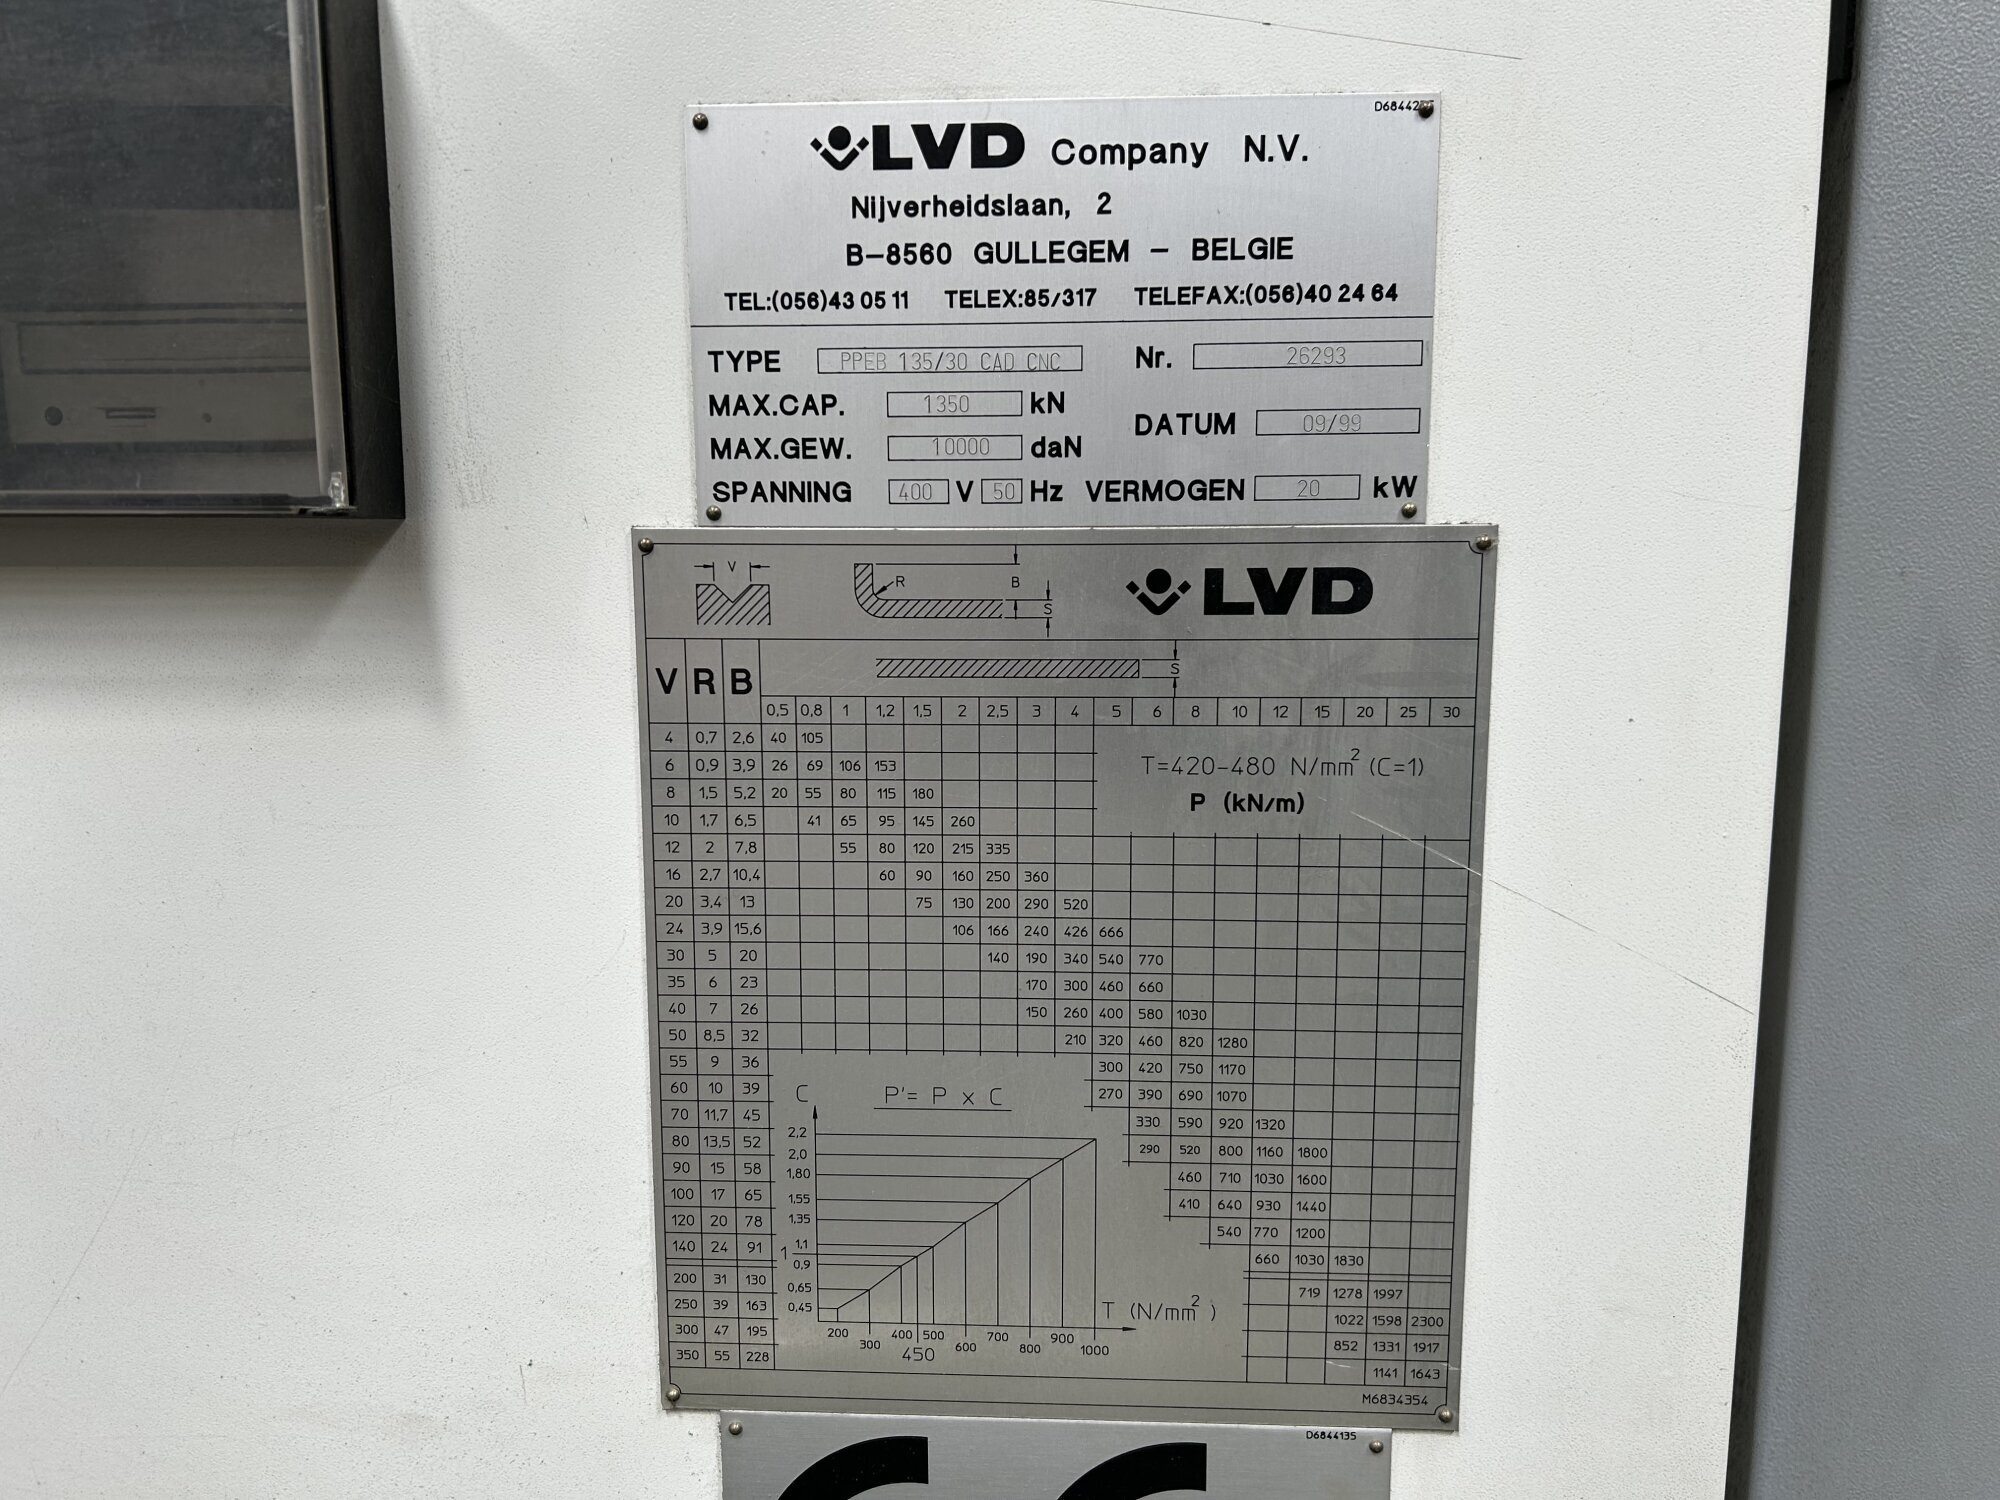 D68442
LVD Company N.V.
Nijverheidslaan, 2
B-8560 GULLEGEM - BELGIE
TEL:(056)43 05 11 TELEX:85/317 TELEFAX:(056)40 24 64
TYPE PPEB 135/30 CAD CNC Nr. 26293
MAX.CAP. 1350 kN
DATUM 09/99
MAX.GEW. 10000 daN
SPANNING 400 V 50 Hz VERMOGEN 20 kW
V R B S LVD
V R B S
0,5 0,8 1 1,2 1,5 2 2,5 3 4 5 6 8 10 12 15 20 25 30
4 0,7 2,6 40 105
T=420-480 N/mm² (C=1)
P (kN/m)
6 0,9 3,9 26 69 106 153
8 1,5 5,2 20 55 80 115 180
10 1,7 6,5 41 65 95 145 260
12 2 7,8 55 80 120 215 335
16 2,7 10,4 60 90 160 250 360
20 3,4 13 75 130 200 290 520
24 3,9 15,6 106 166 240 426 666
30 5 20 140 190 340 540 770
35 6 23 170 300 460 660
40 7 26 150 260 400 580 1030
50 8,5 32 210 320 460 820 1280
55 9 36 300 420 750 1170
60 10 39 270 390 690 1070
70 11,7 45 330 590 920 1320
80 13,5 52 290 520 800 1160 1800
90 15 58 460 710 1030 1600
100 17 65 410 640 930 1440
120 20 78 540 770 1200
140 24 91 660 1030 1830
200 31 130 719 1278 1997
250 39 163 1022 1598 2300
300 47 195 852 1331 1917
350 55 228 1141 1643
C P'= P x C
2,2
2,0
1,80
1,55
1,35
1,1
1
0,9
0,65
0,45
T (N/mm²)
200 300 400 450 500 600 700 800 900 1000
M6834354
D6844135